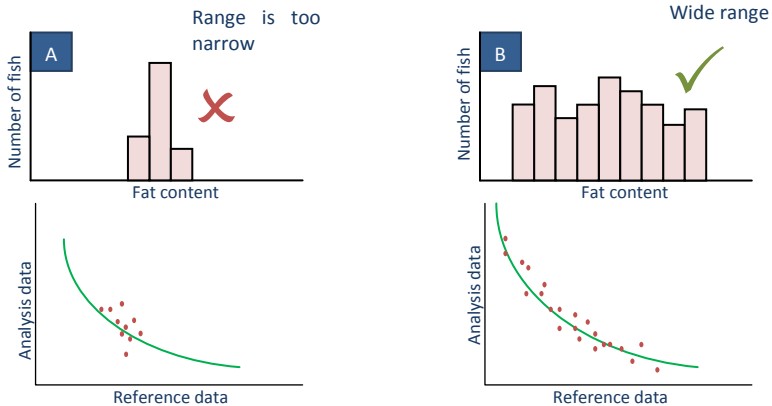 Range is too
narrow
A
Number of fish
Fat content
Analysis data
Reference data
Wide range
B
Number of fish
Fat content
Analysis data
Reference data